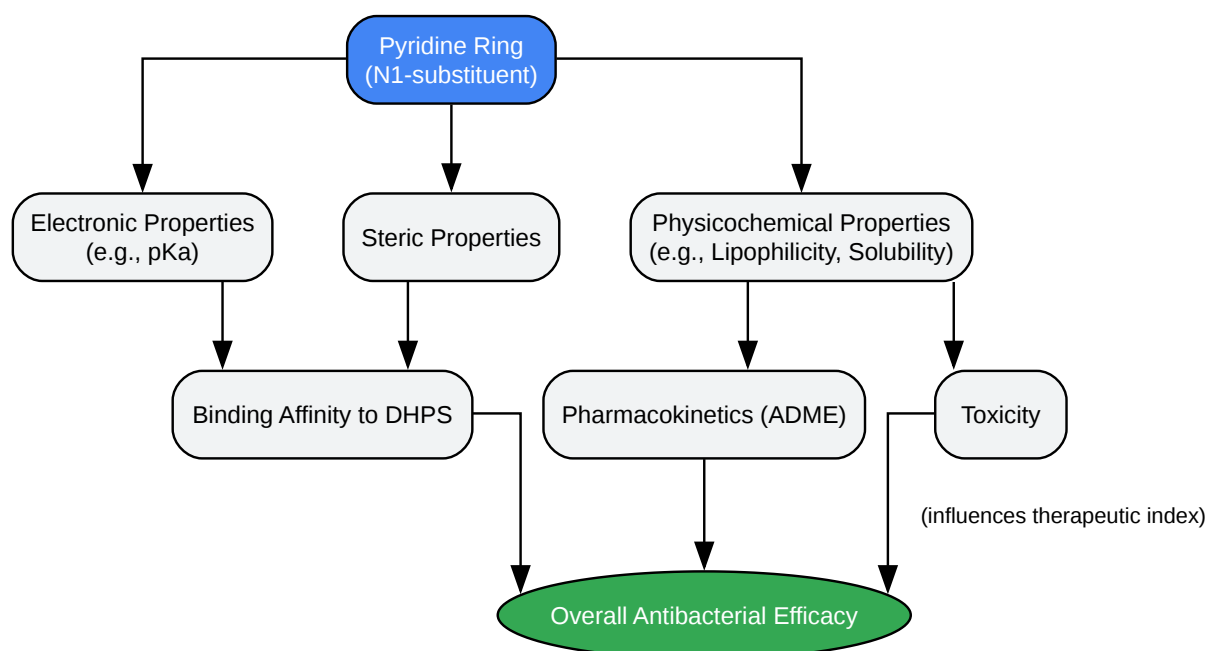 Pyridine Ring
(N1-substituent)
Electronic Properties
(e.g., pKa)
Steric Properties
Physicochemical Properties
(e.g., Lipophilicity, Solubility)
Binding Affinity to DHPS
Pharmacokinetics (ADME)
Toxicity
(influences therapeutic index)
Overall Antibacterial Efficacy